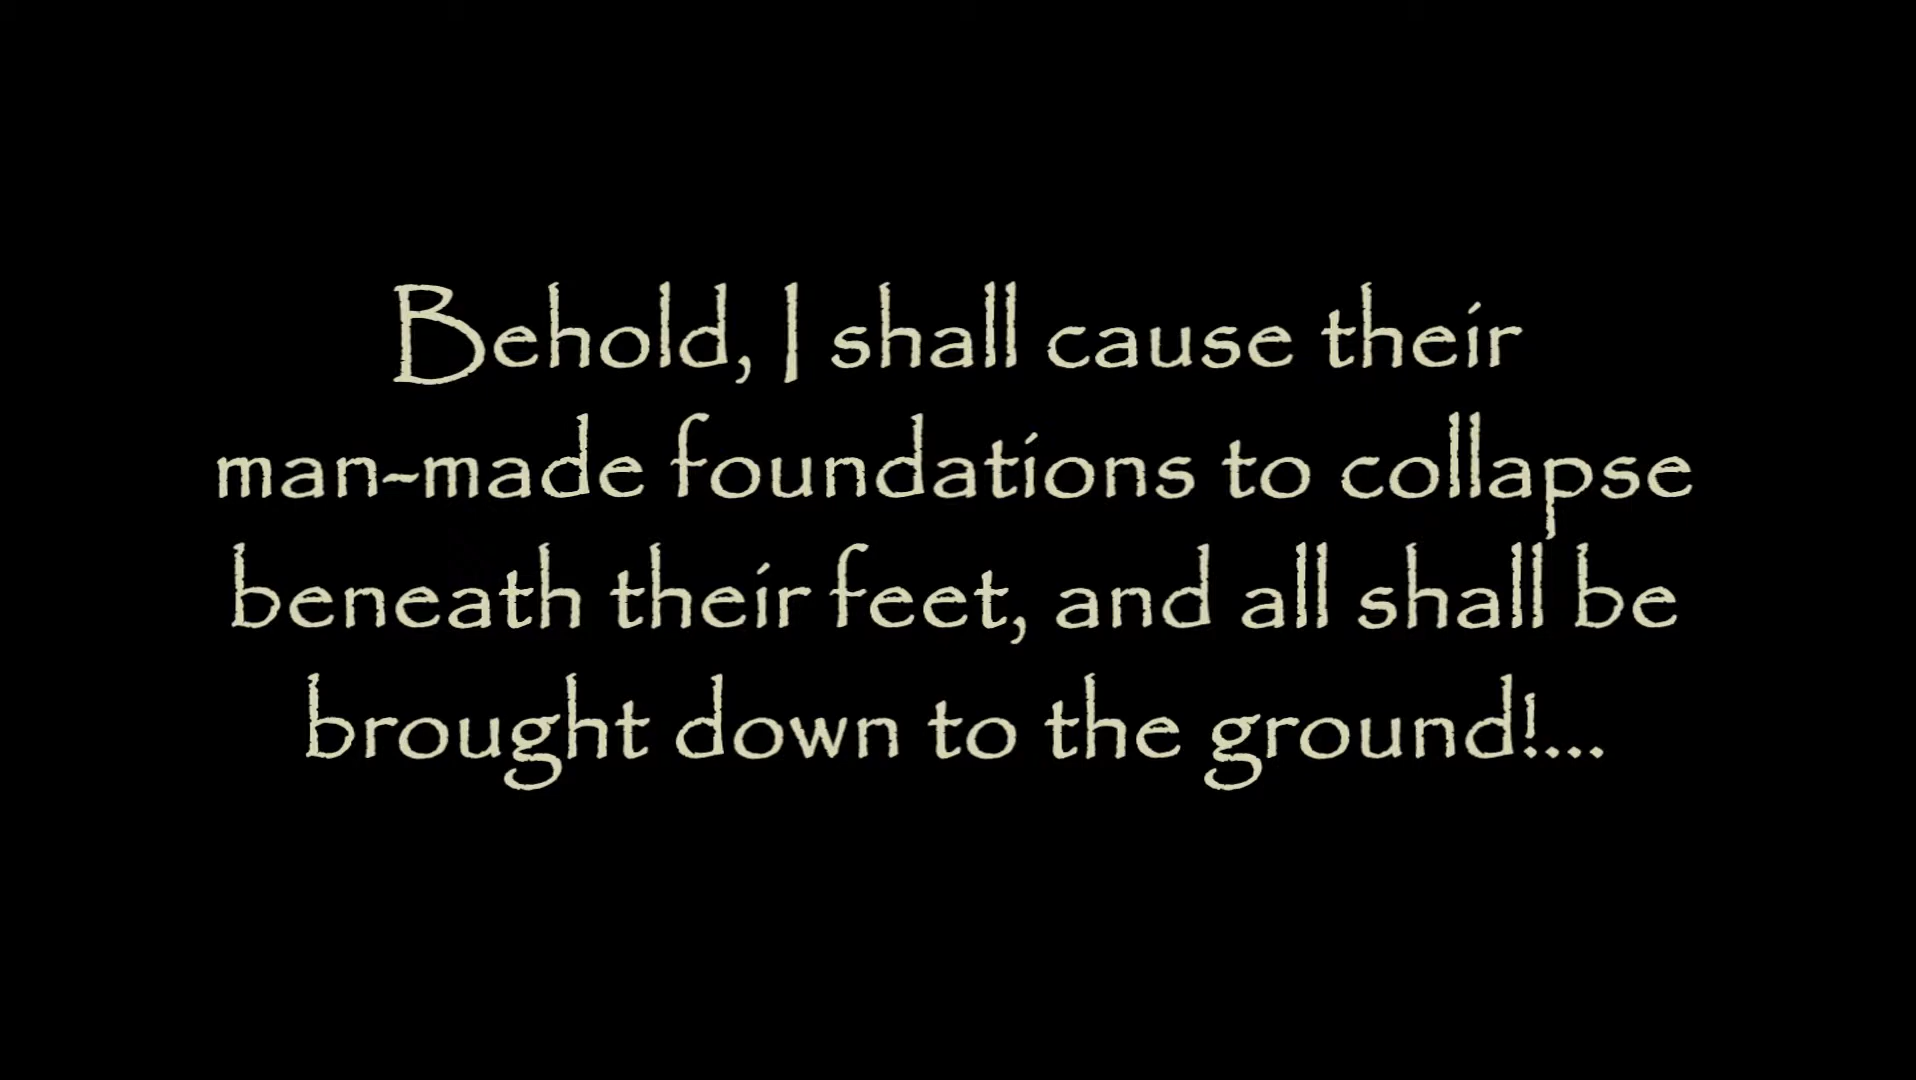 Behold, I shall cause their
man-made foundations to collapse
beneath their feet, and all shall be
brought down to the ground!...